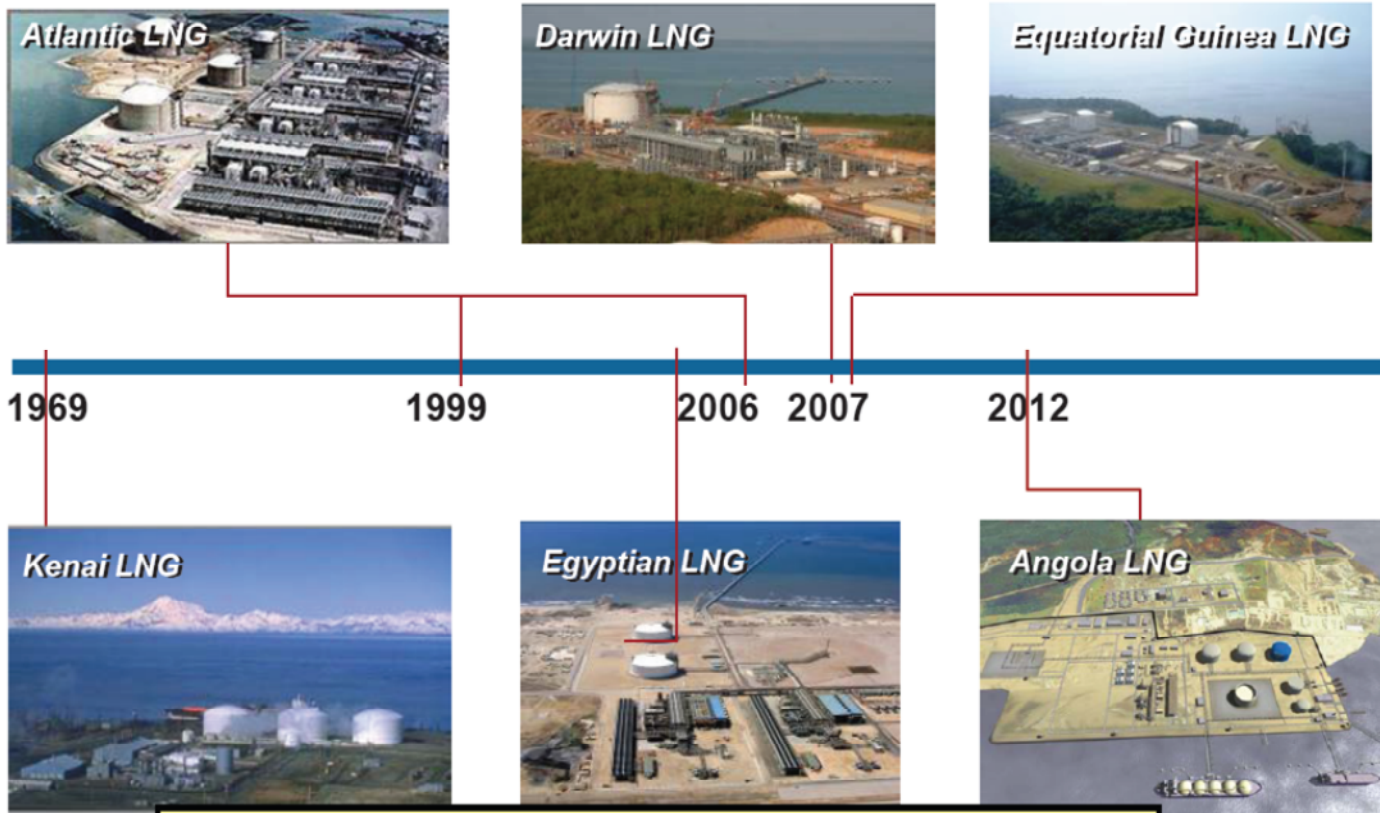 Atlantic LNG
Darwin LNG
Equatorial Guinea LNG
1969
1999
2006
2007
2012
Kenai LNG
Egyptian LNG
Angola LNG